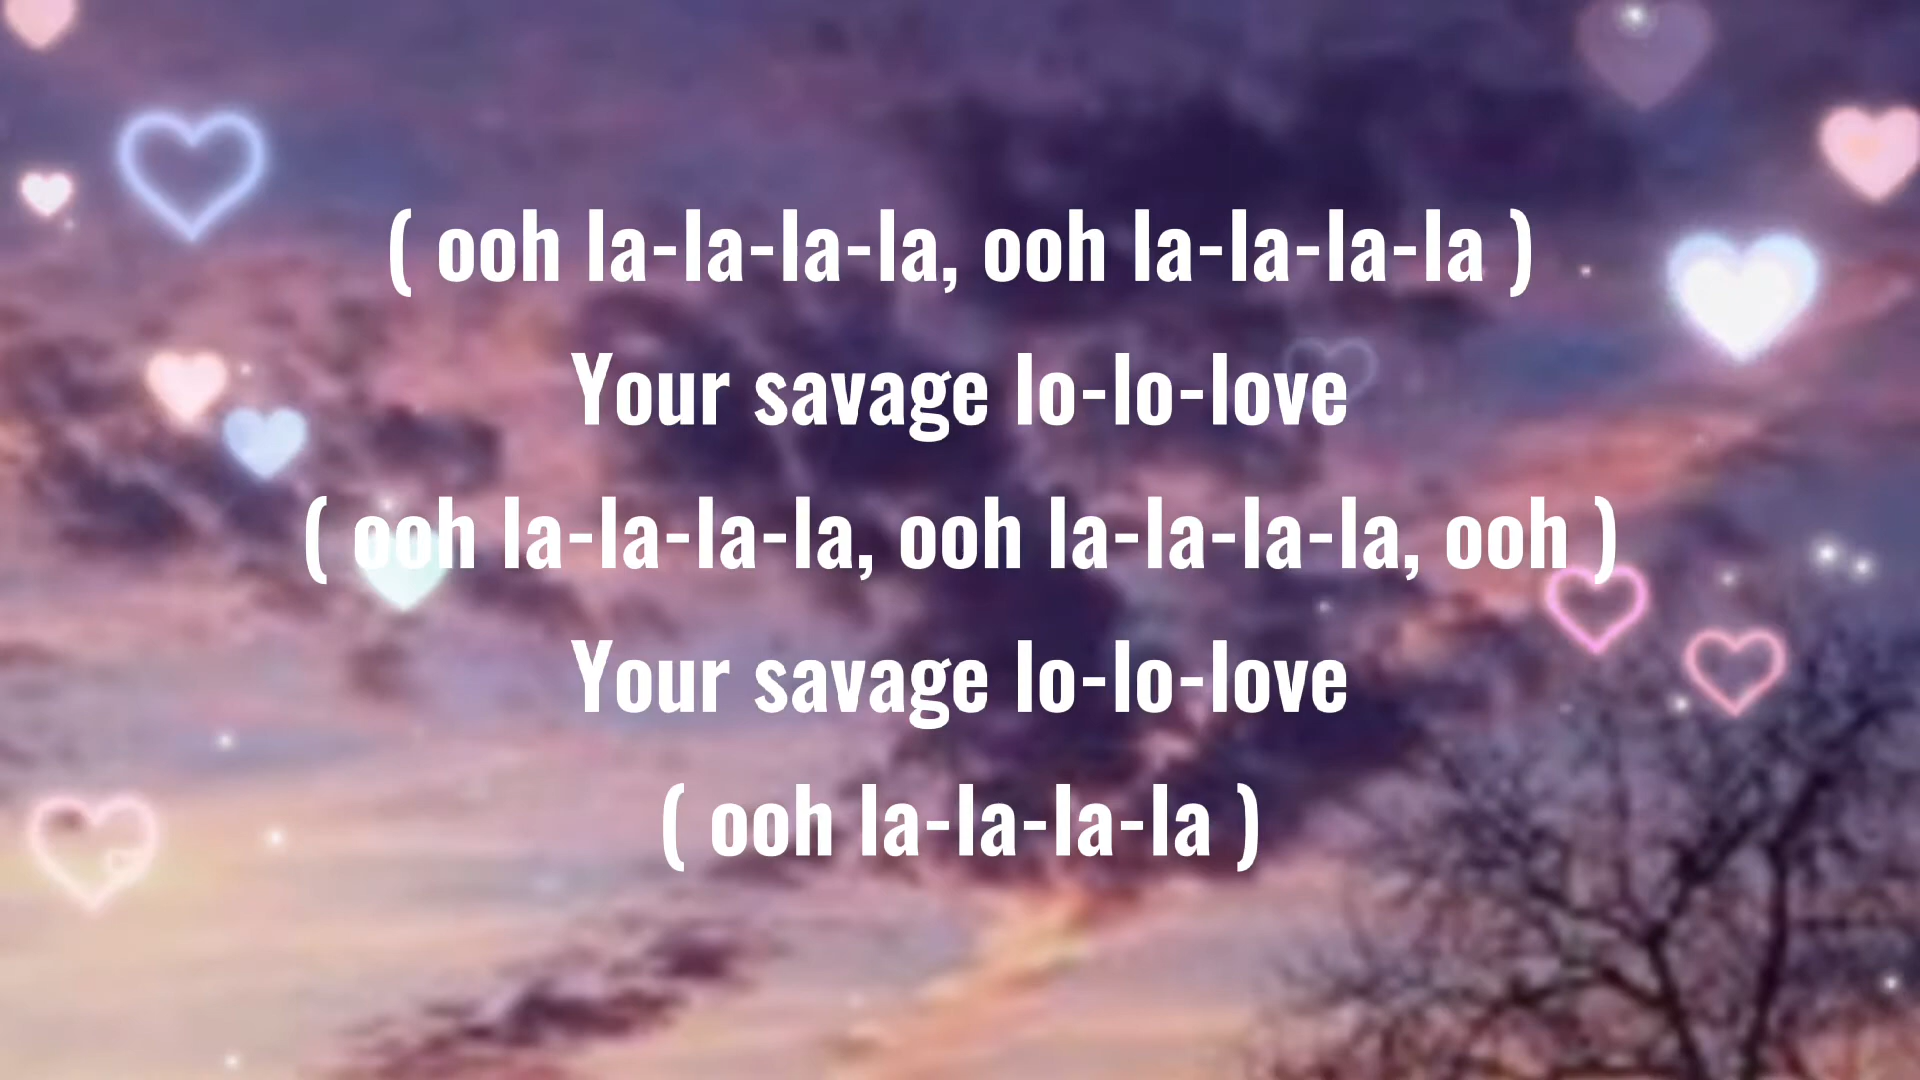 ( ooh la-la-la-la, ooh la-la-la-la )
Your savage lo-lo-love
( ooh la-la-la-la, ooh la-la-la-la, ooh )
Your savage lo-lo-love
( ooh la-la-la-la )